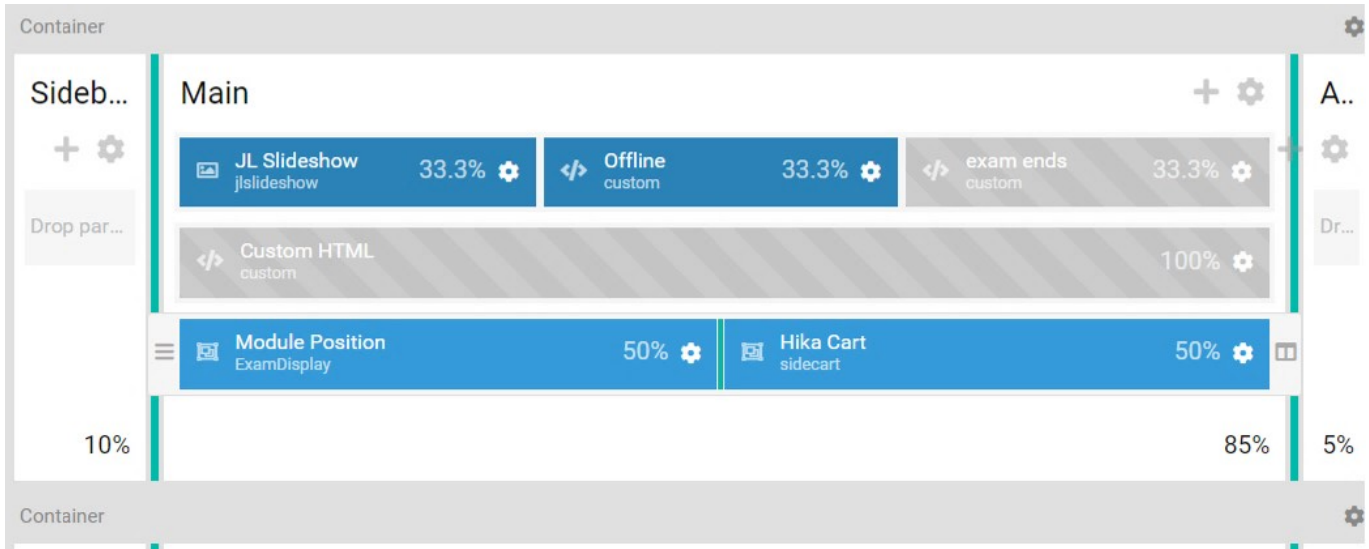 Container
Sideb...
Main
A..
JL Slideshow
jlslideshow
33.3%
Offline
custom
33.3%
exam ends
custom
33.3%
Drop par...
Dr...
Custom HTML
custom
100%
Module Position
ExamDisplay
50%
Hika Cart
sidecart
50%
10%
85%
5%
Container